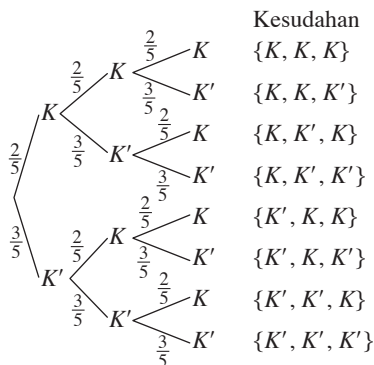 Kesudahan
2/5 K {K, K, K}
2/5 K
3/5 K′ {K, K, K′}
K
2/5 K {K, K′, K}
2/5 3/5 K′
3/5 K′ {K, K′, K′}
2/5 K {K′, K, K}
3/5 2/5 K
3/5 K′ {K′, K, K′}
K′
2/5 K {K′, K′, K}
3/5 K′
3/5 K′ {K′, K′, K′}